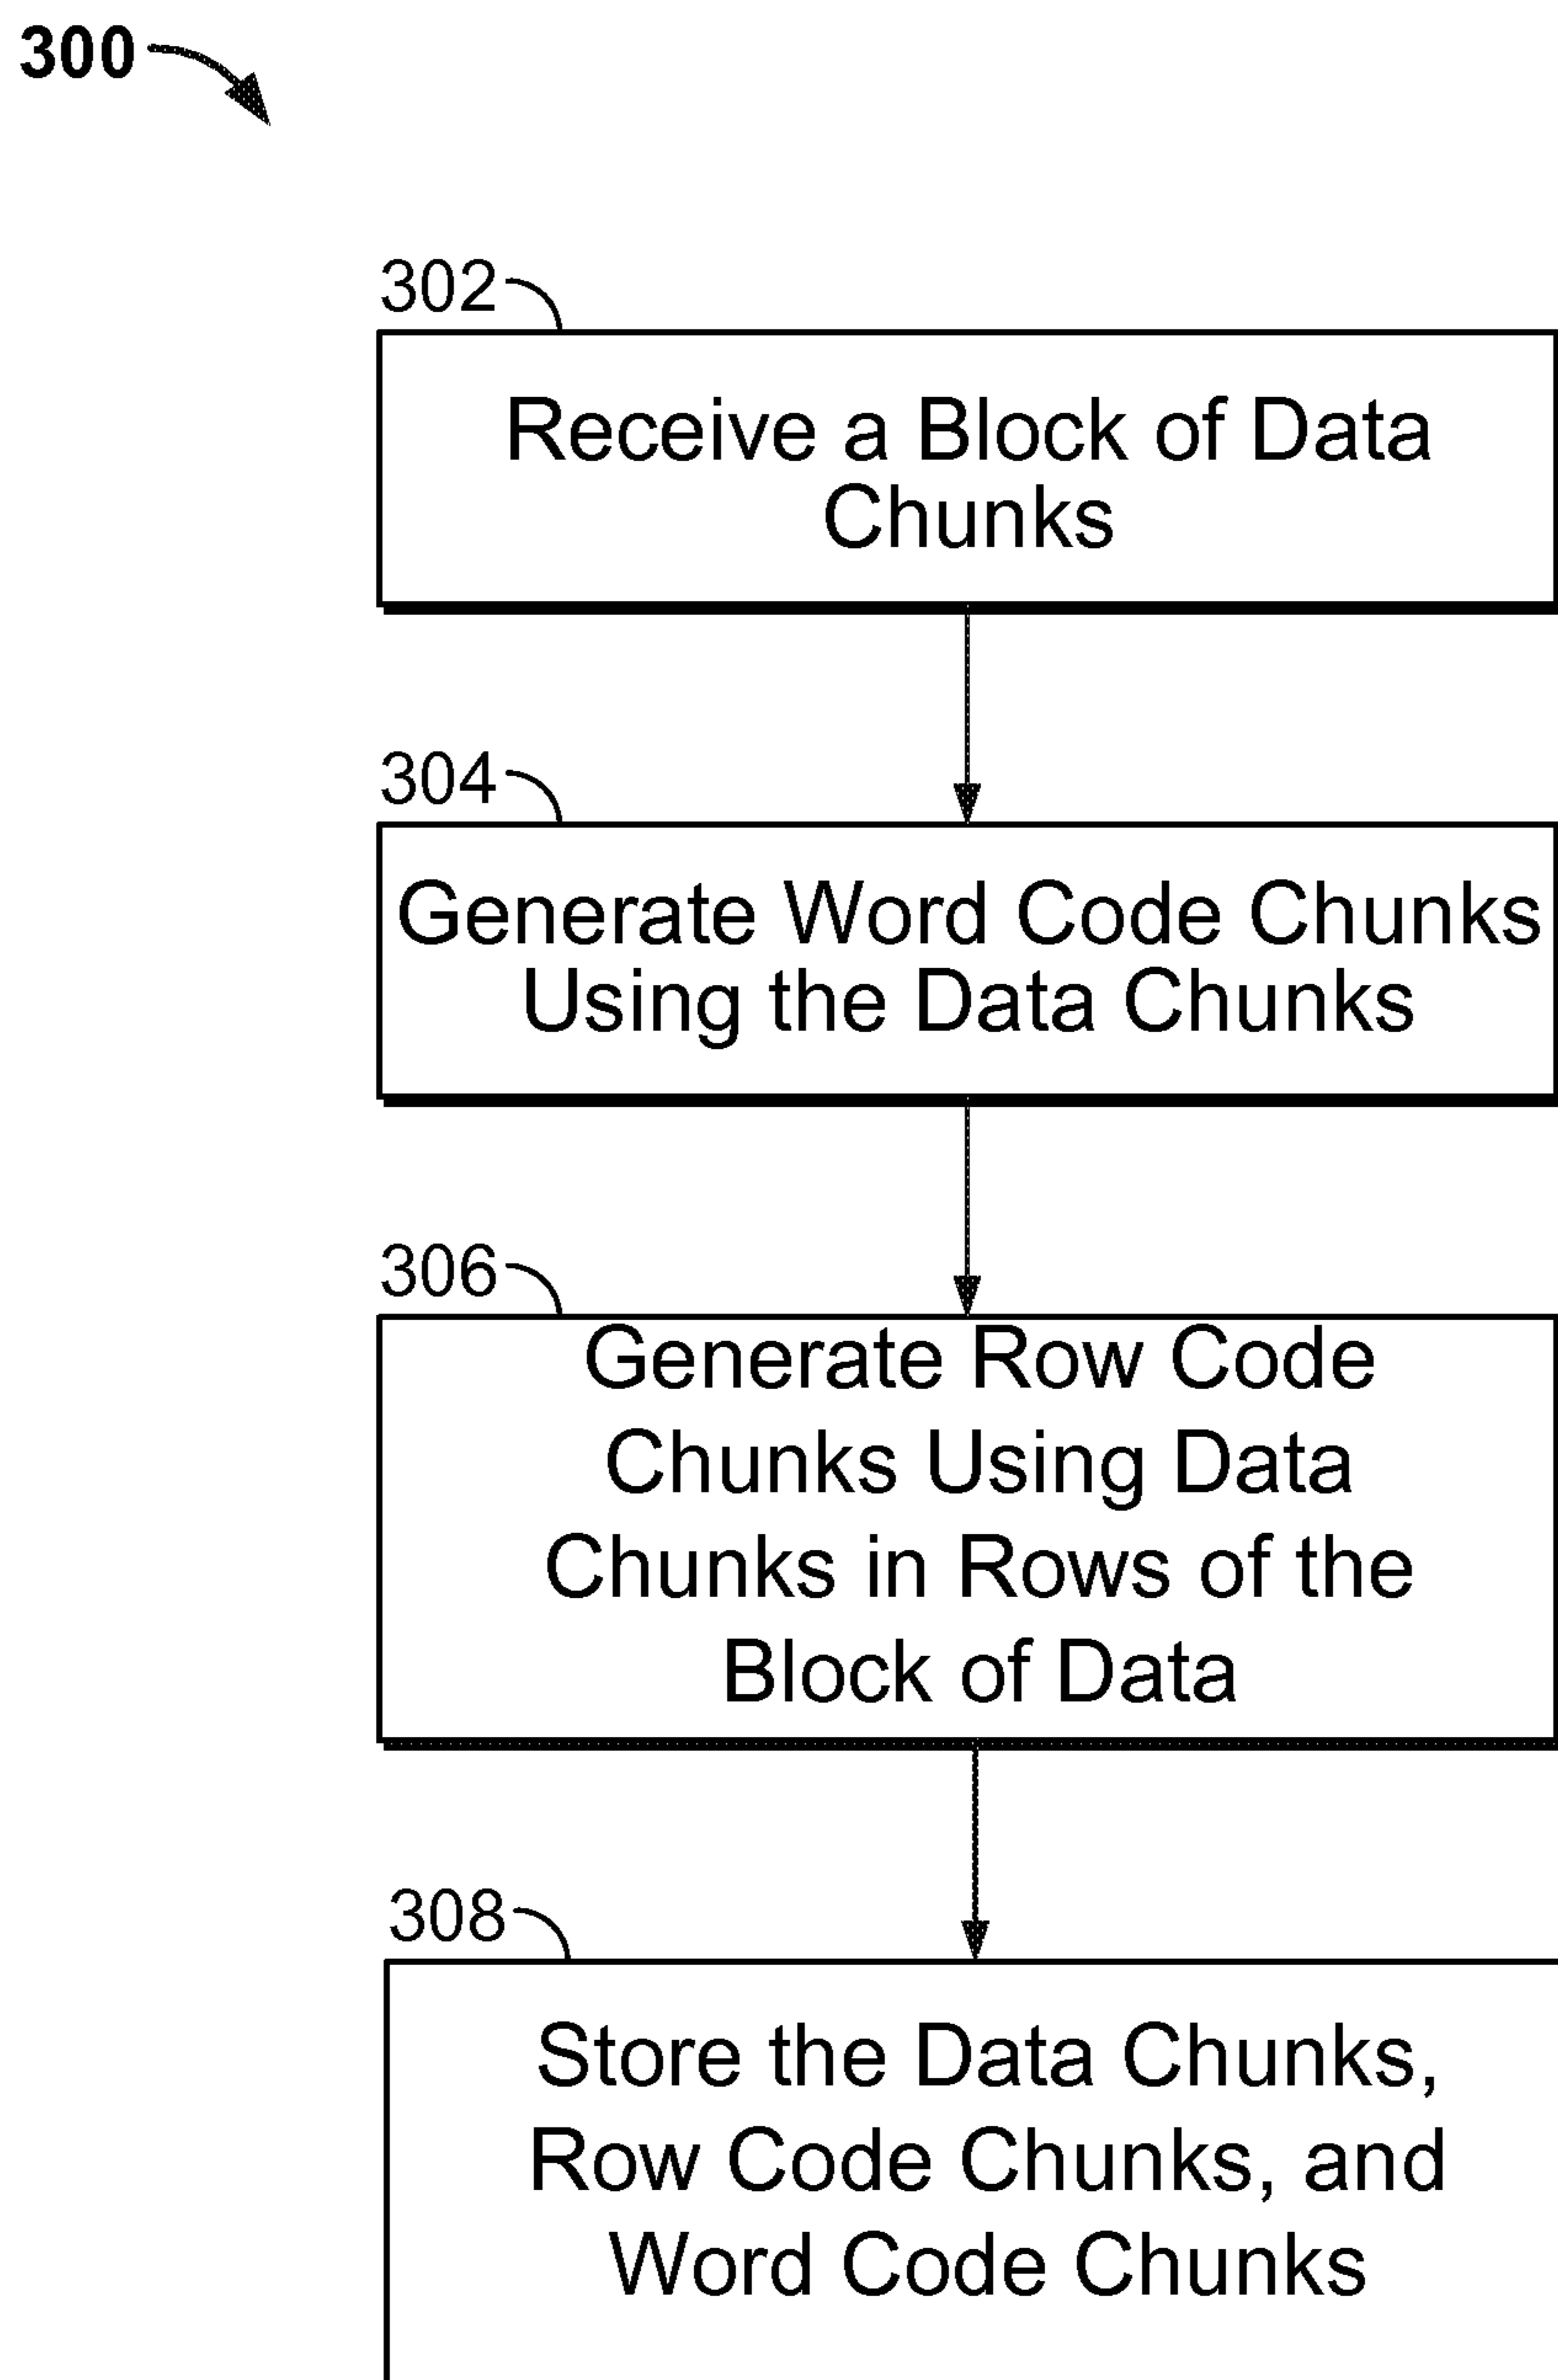 300
302
Receive a Block of Data
Chunks
304
Generate Word Code Chunks
Using the Data Chunks
306
Generate Row Code
Chunks Using Data
Chunks in Rows of the
Block of Data
308
Store the Data Chunks,
Row Code Chunks, and
Word Code Chunks